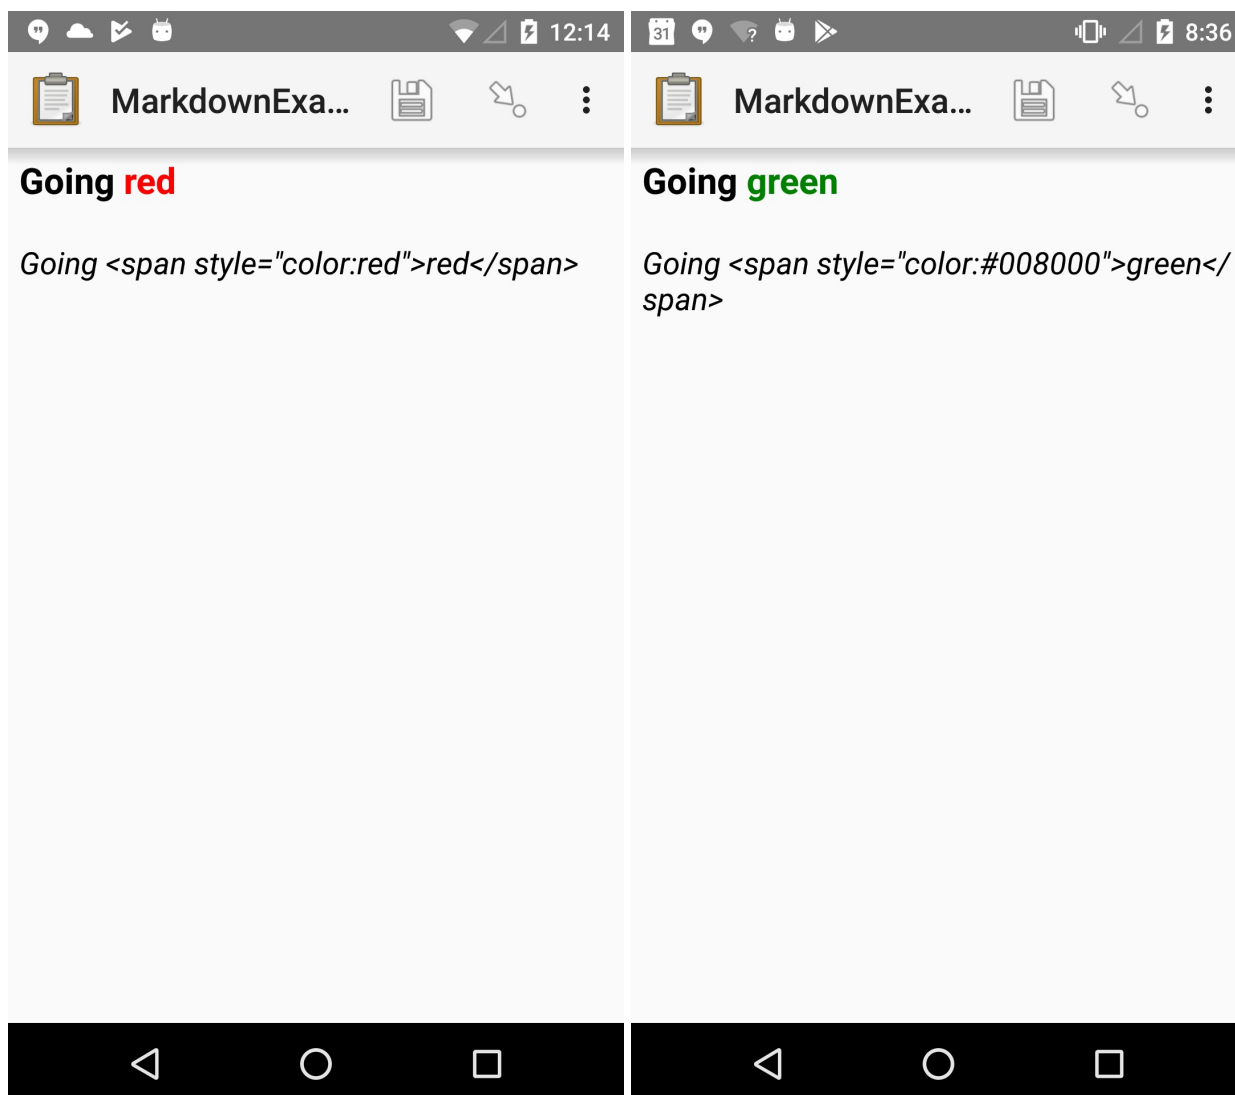 12:14
MarkdownExa...
Going red
Going <span style="color:red">red</span>
31
?
8:36
MarkdownExa...
Going green
Going <span style="color:#008000">green</
span>